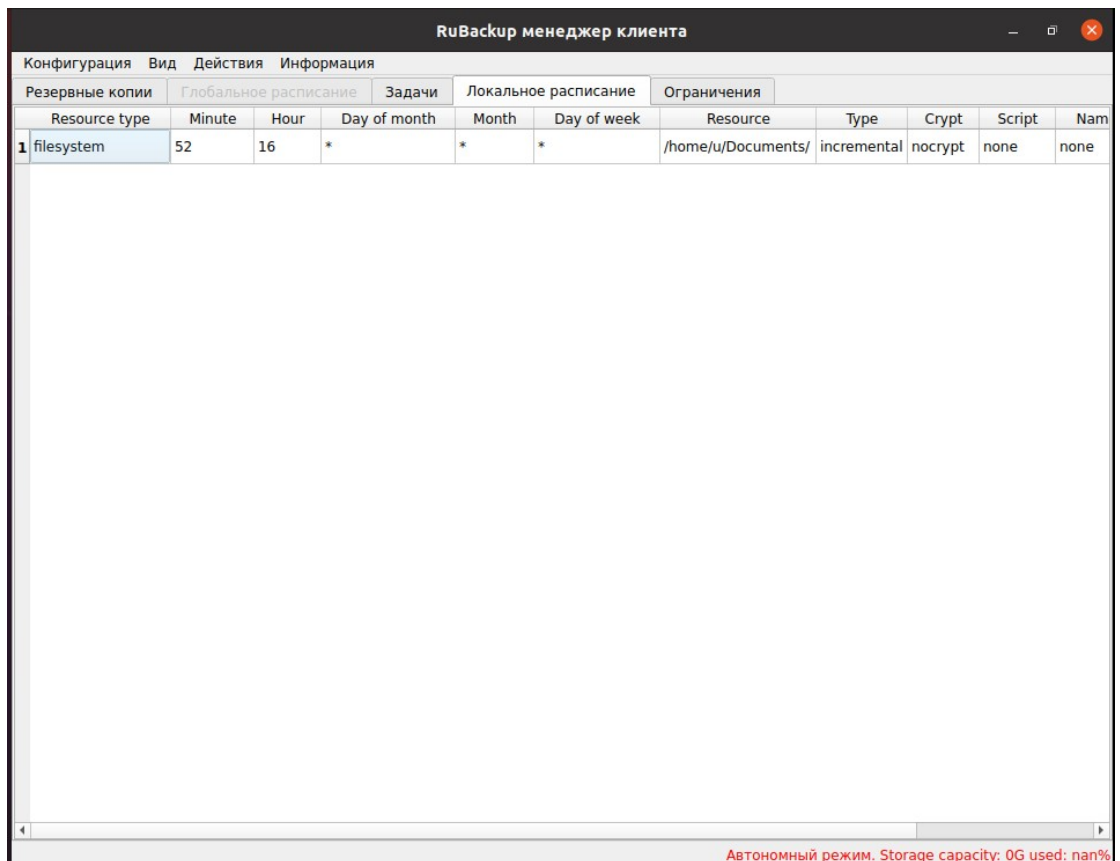 RuBackup менеджер клиента
Конфигурация Вид Действия Информация
Резервные копии Глобальное расписание Задачи Локальное расписание Ограничения
Resource type Minute Hour Day of month Month Day of week Resource Type Crypt Script Nam
1 filesystem 52 16 * * * /home/u/Documents/ incremental nocrypt none none
Автономный режим. Storage capacity: 0G used: nan%